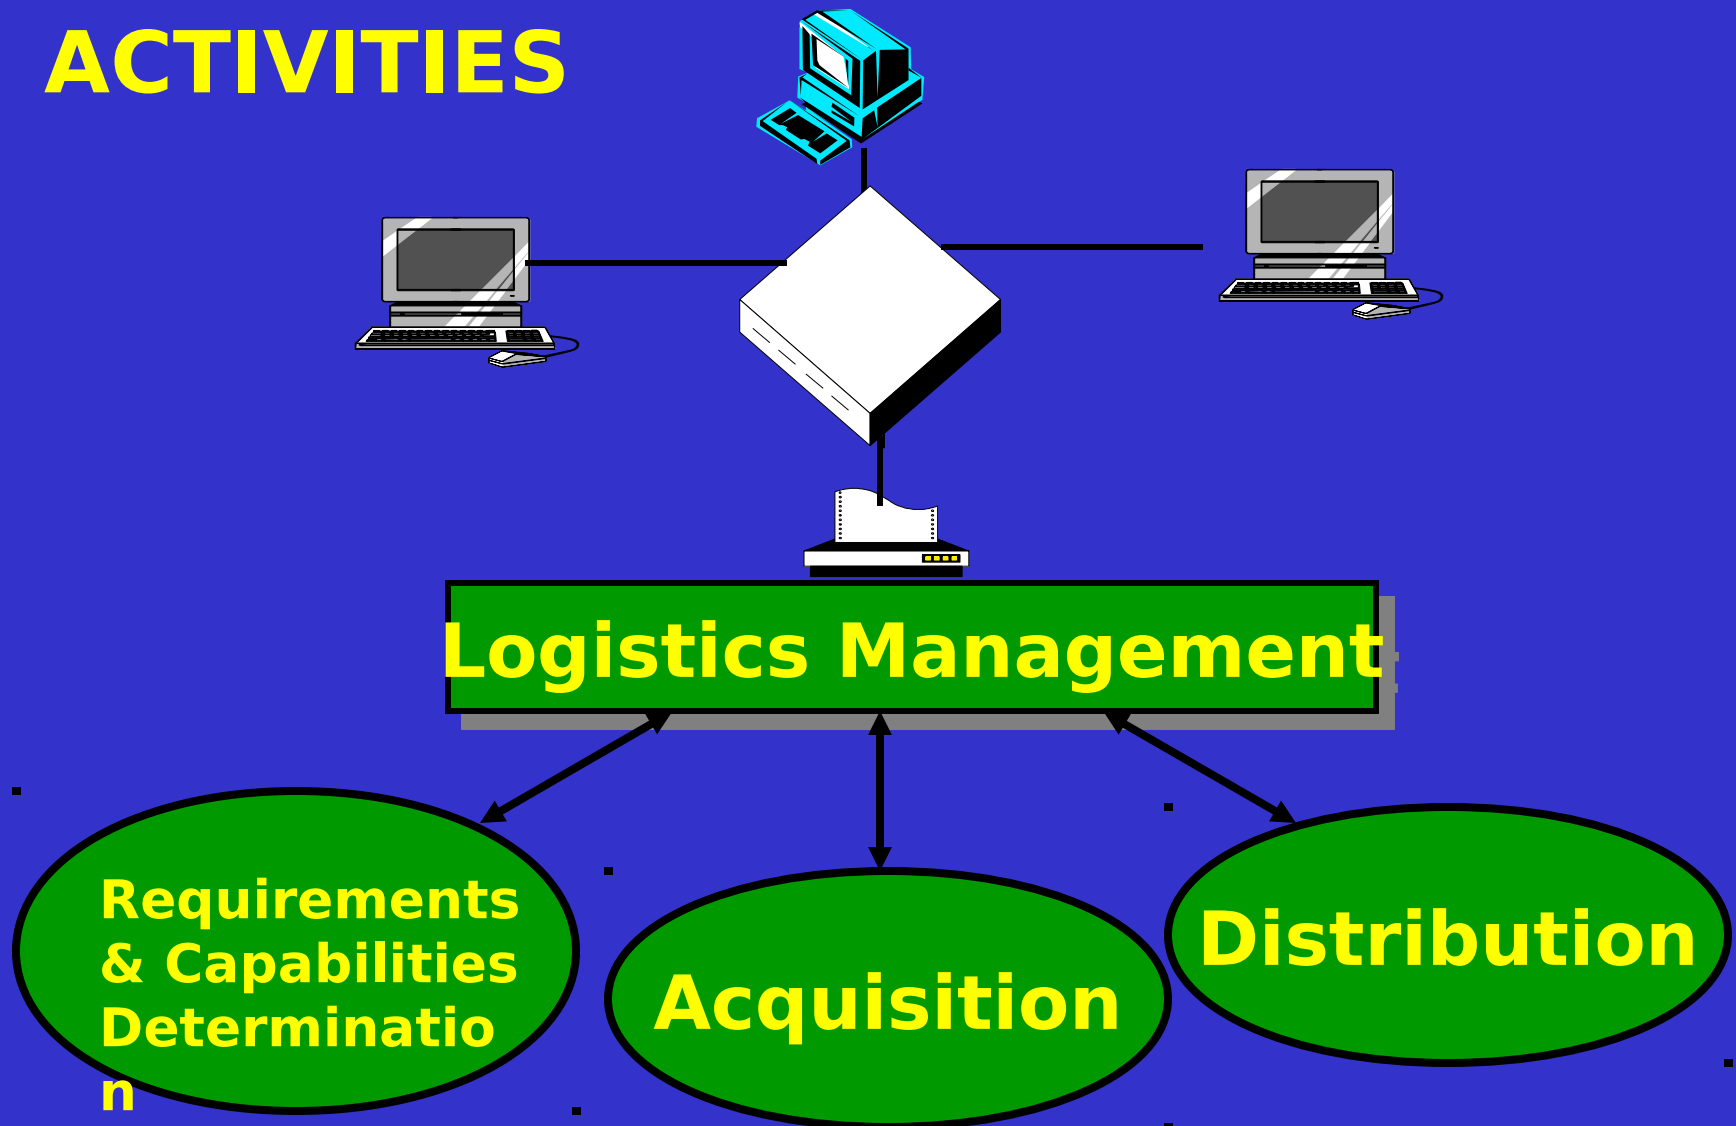 ACTIVITIES
Logistics Management
Requirements
& Capabilities
Determinatio
n
Acquisition
Distribution